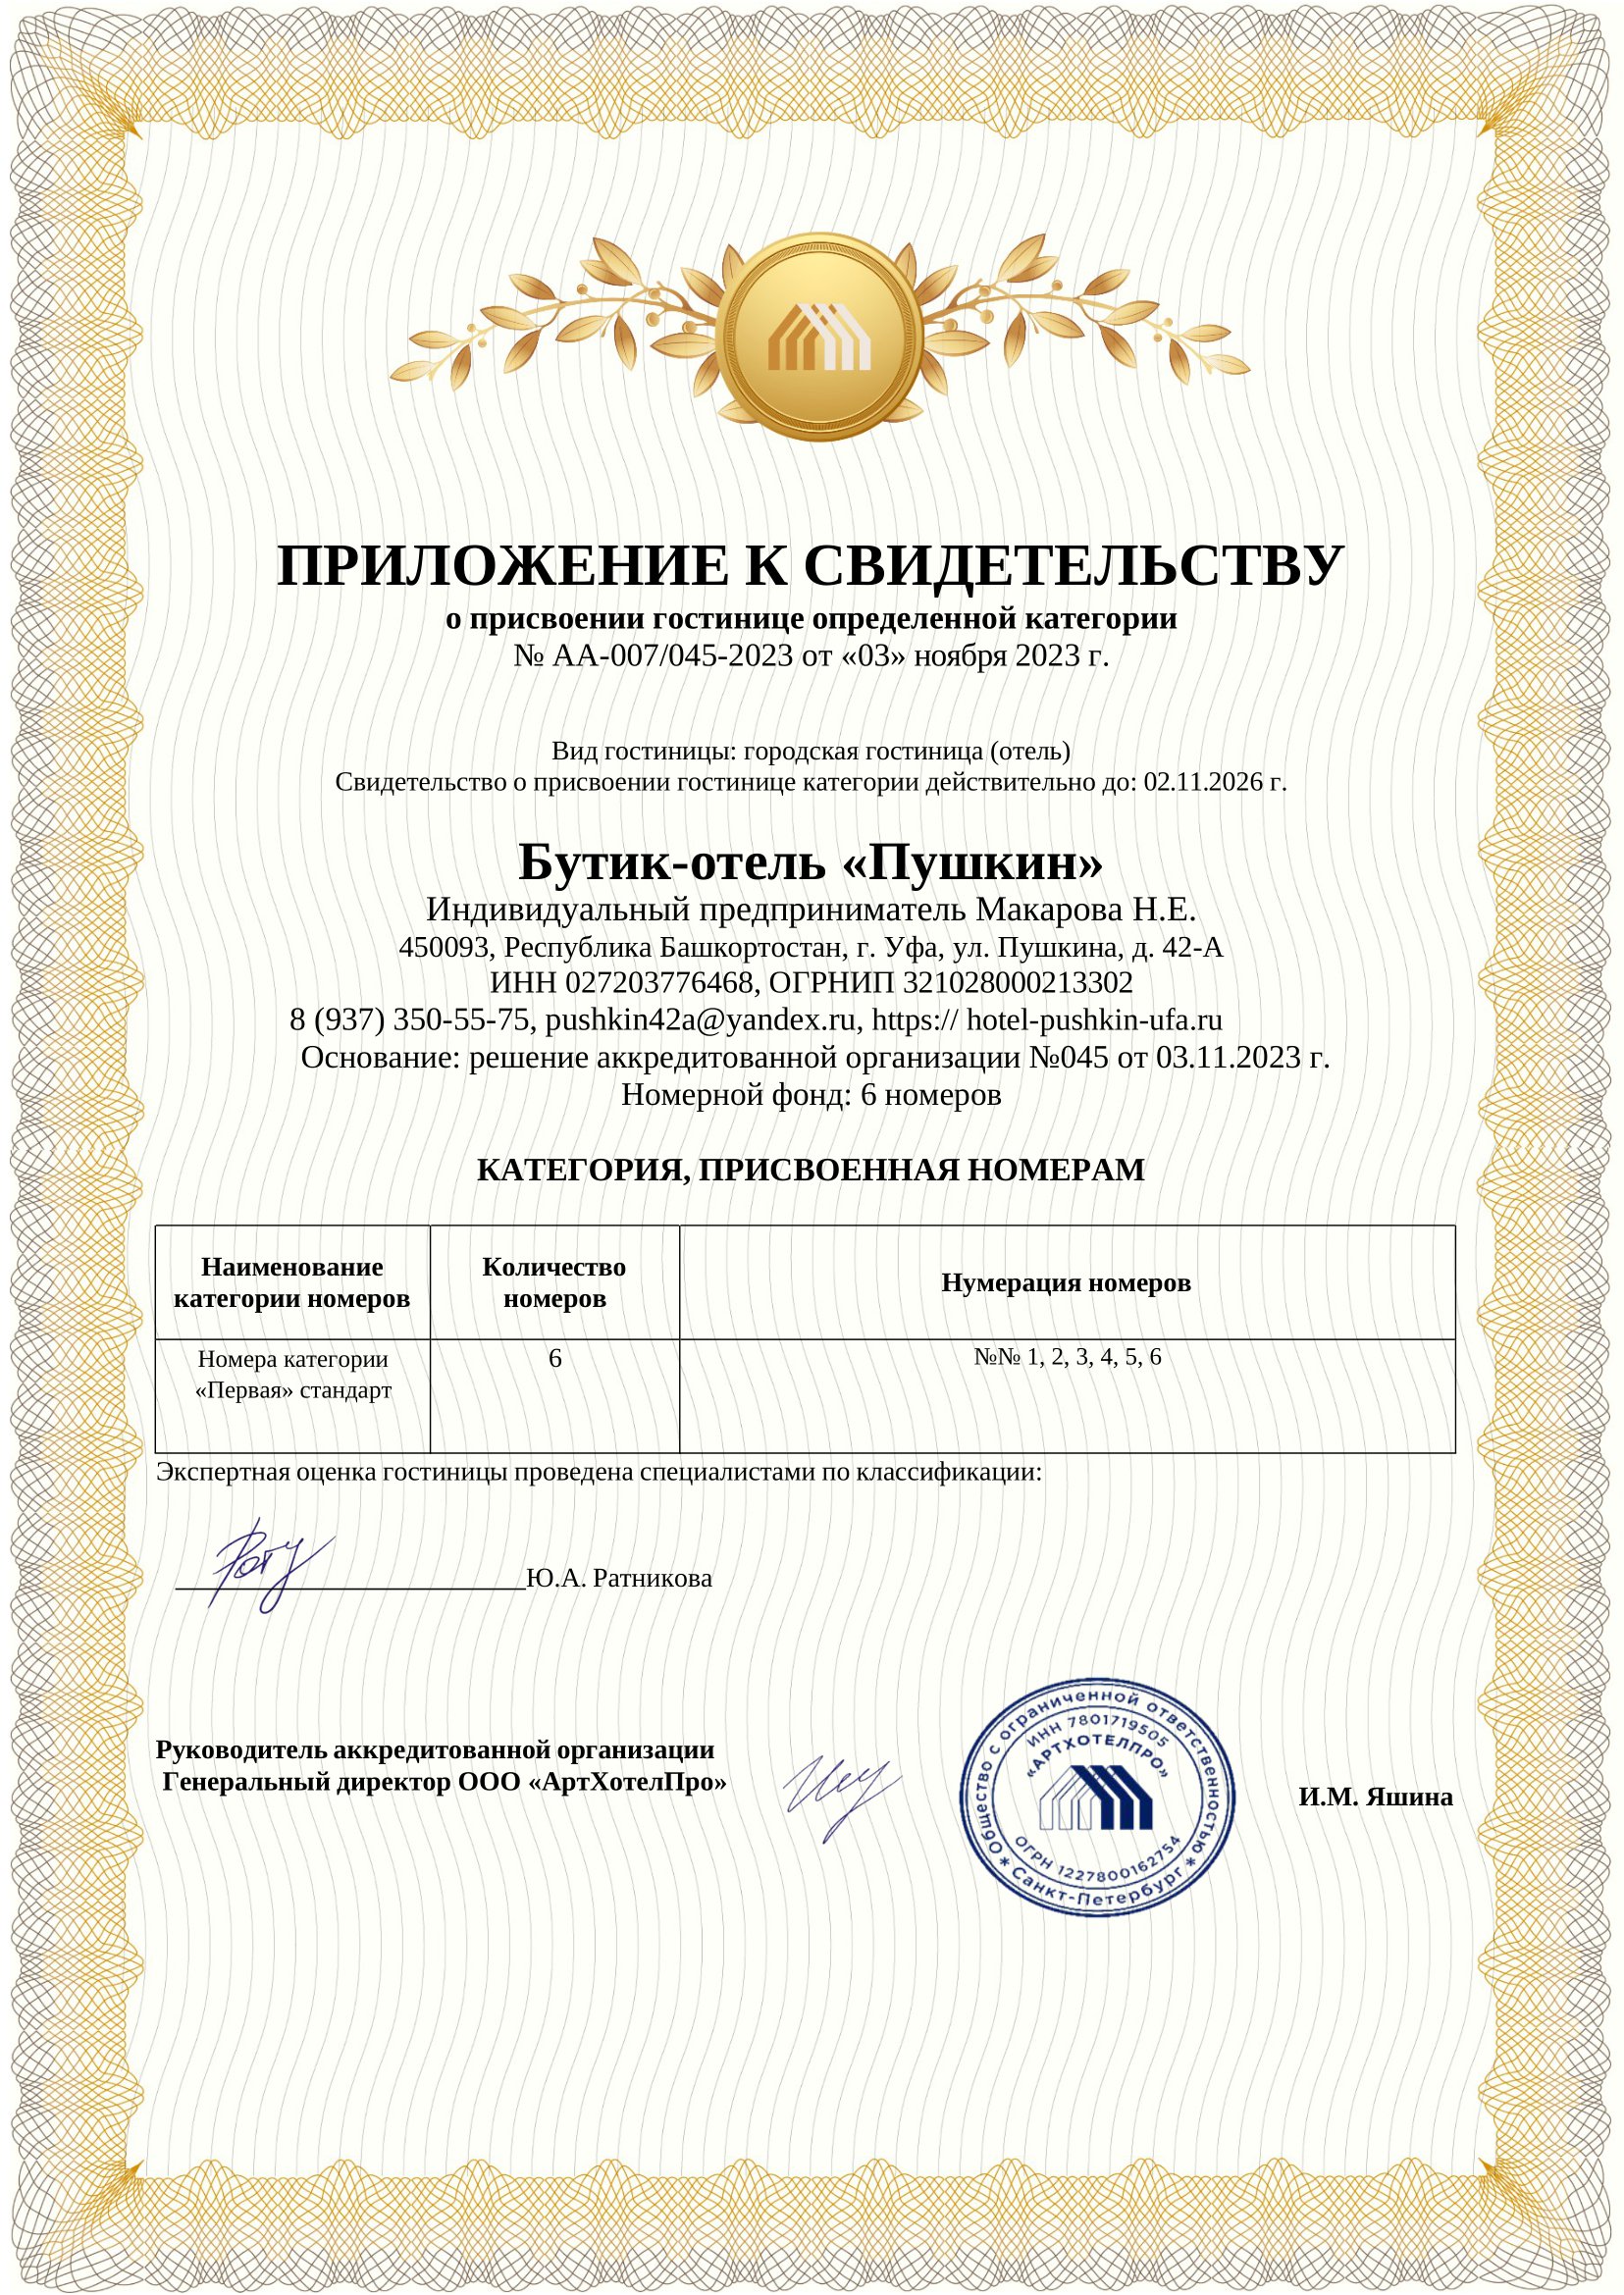 ПРИЛОЖЕНИЕ К СВИДЕТЕЛЬСТВУ
о присвоении гостинице определенной категории
№ АА-007/045-2023 от «03» ноября 2023 г.
Вид гостиницы: городская гостиница (отель)
Свидетельство о присвоении гостинице категории действительно до: 02.11.2026 г.
Бутик-отель «Пушкин»
Индивидуальный предприниматель Макарова Н.Е.
450093, Республика Башкортостан, г. Уфа, ул. Пушкина, д. 42-А
ИНН 027203776468, ОГРНИП 321028000213302
8 (937) 350-55-75, pushkin42a@yandex.ru, https:// hotel-pushkin-ufa.ru
Основание: решение аккредитованной организации №045 от 03.11.2023 г.
Номерной фонд: 6 номеров
КАТЕГОРИЯ, ПРИСВОЕННАЯ НОМЕРАМ
Наименование
категории номеров
Количество
номеров
Нумерация номеров
Номера категории
«Первая» стандарт
6
№№ 1, 2, 3, 4, 5, 6
Экспертная оценка гостиницы проведена специалистами по классификации:
Ю.А. Ратникова
Руководитель аккредитованной организации
Генеральный директор ООО «АртХотелПро»
Общество с ограниченной ответственностью
ИНН 7801719505
«АРТХОТЕЛПРО»
ОГРН 1227800162754
* Санкт-Петербург *
И.М. Яшина